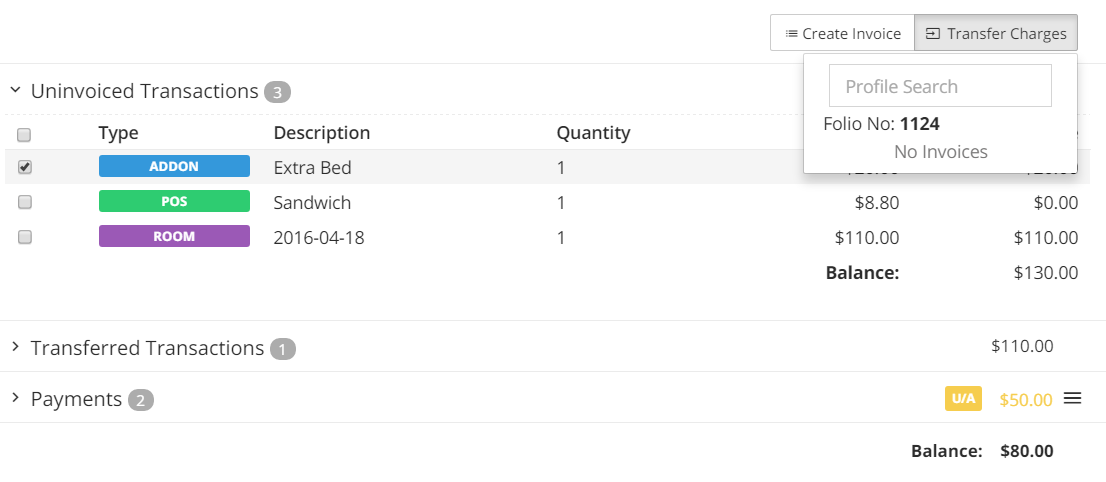 Create Invoice Transfer Charges
Uninvoiced Transactions 3
Profile Search
Folio No: 1124
No Invoices
Type Description Quantity
ADDON Extra Bed 1
POS Sandwich 1 $8.80 $0.00
ROOM 2016-04-18 1 $110.00 $110.00
Balance: $130.00
Transferred Transactions 1 $110.00
Payments 2 U/A $50.00
Balance: $80.00